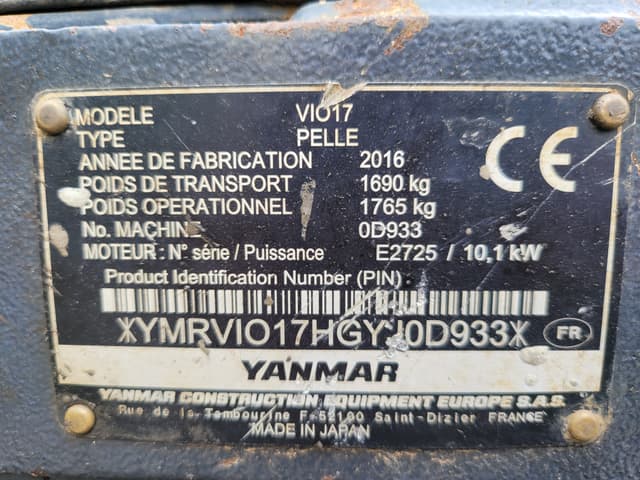 MODELE VIO17
TYPE PELLE
ANNEE DE FABRICATION 2016
POIDS DE TRANSPORT 1690 kg
POIDS OPERATIONNEL 1765 kg
No. MACHINE 0D933
MOTEUR : N° série / Puissance E2725 / 10,1 kW
Product Identification Number (PIN)
*YMRVIO17HGYJ0D933*
FR
CE
YANMAR
YANMAR CONSTRUCTION EQUIPMENT EUROPE S.A.S.
Rue de la Tambourine F-52100 Saint-Dizier FRANCE
MADE IN JAPAN